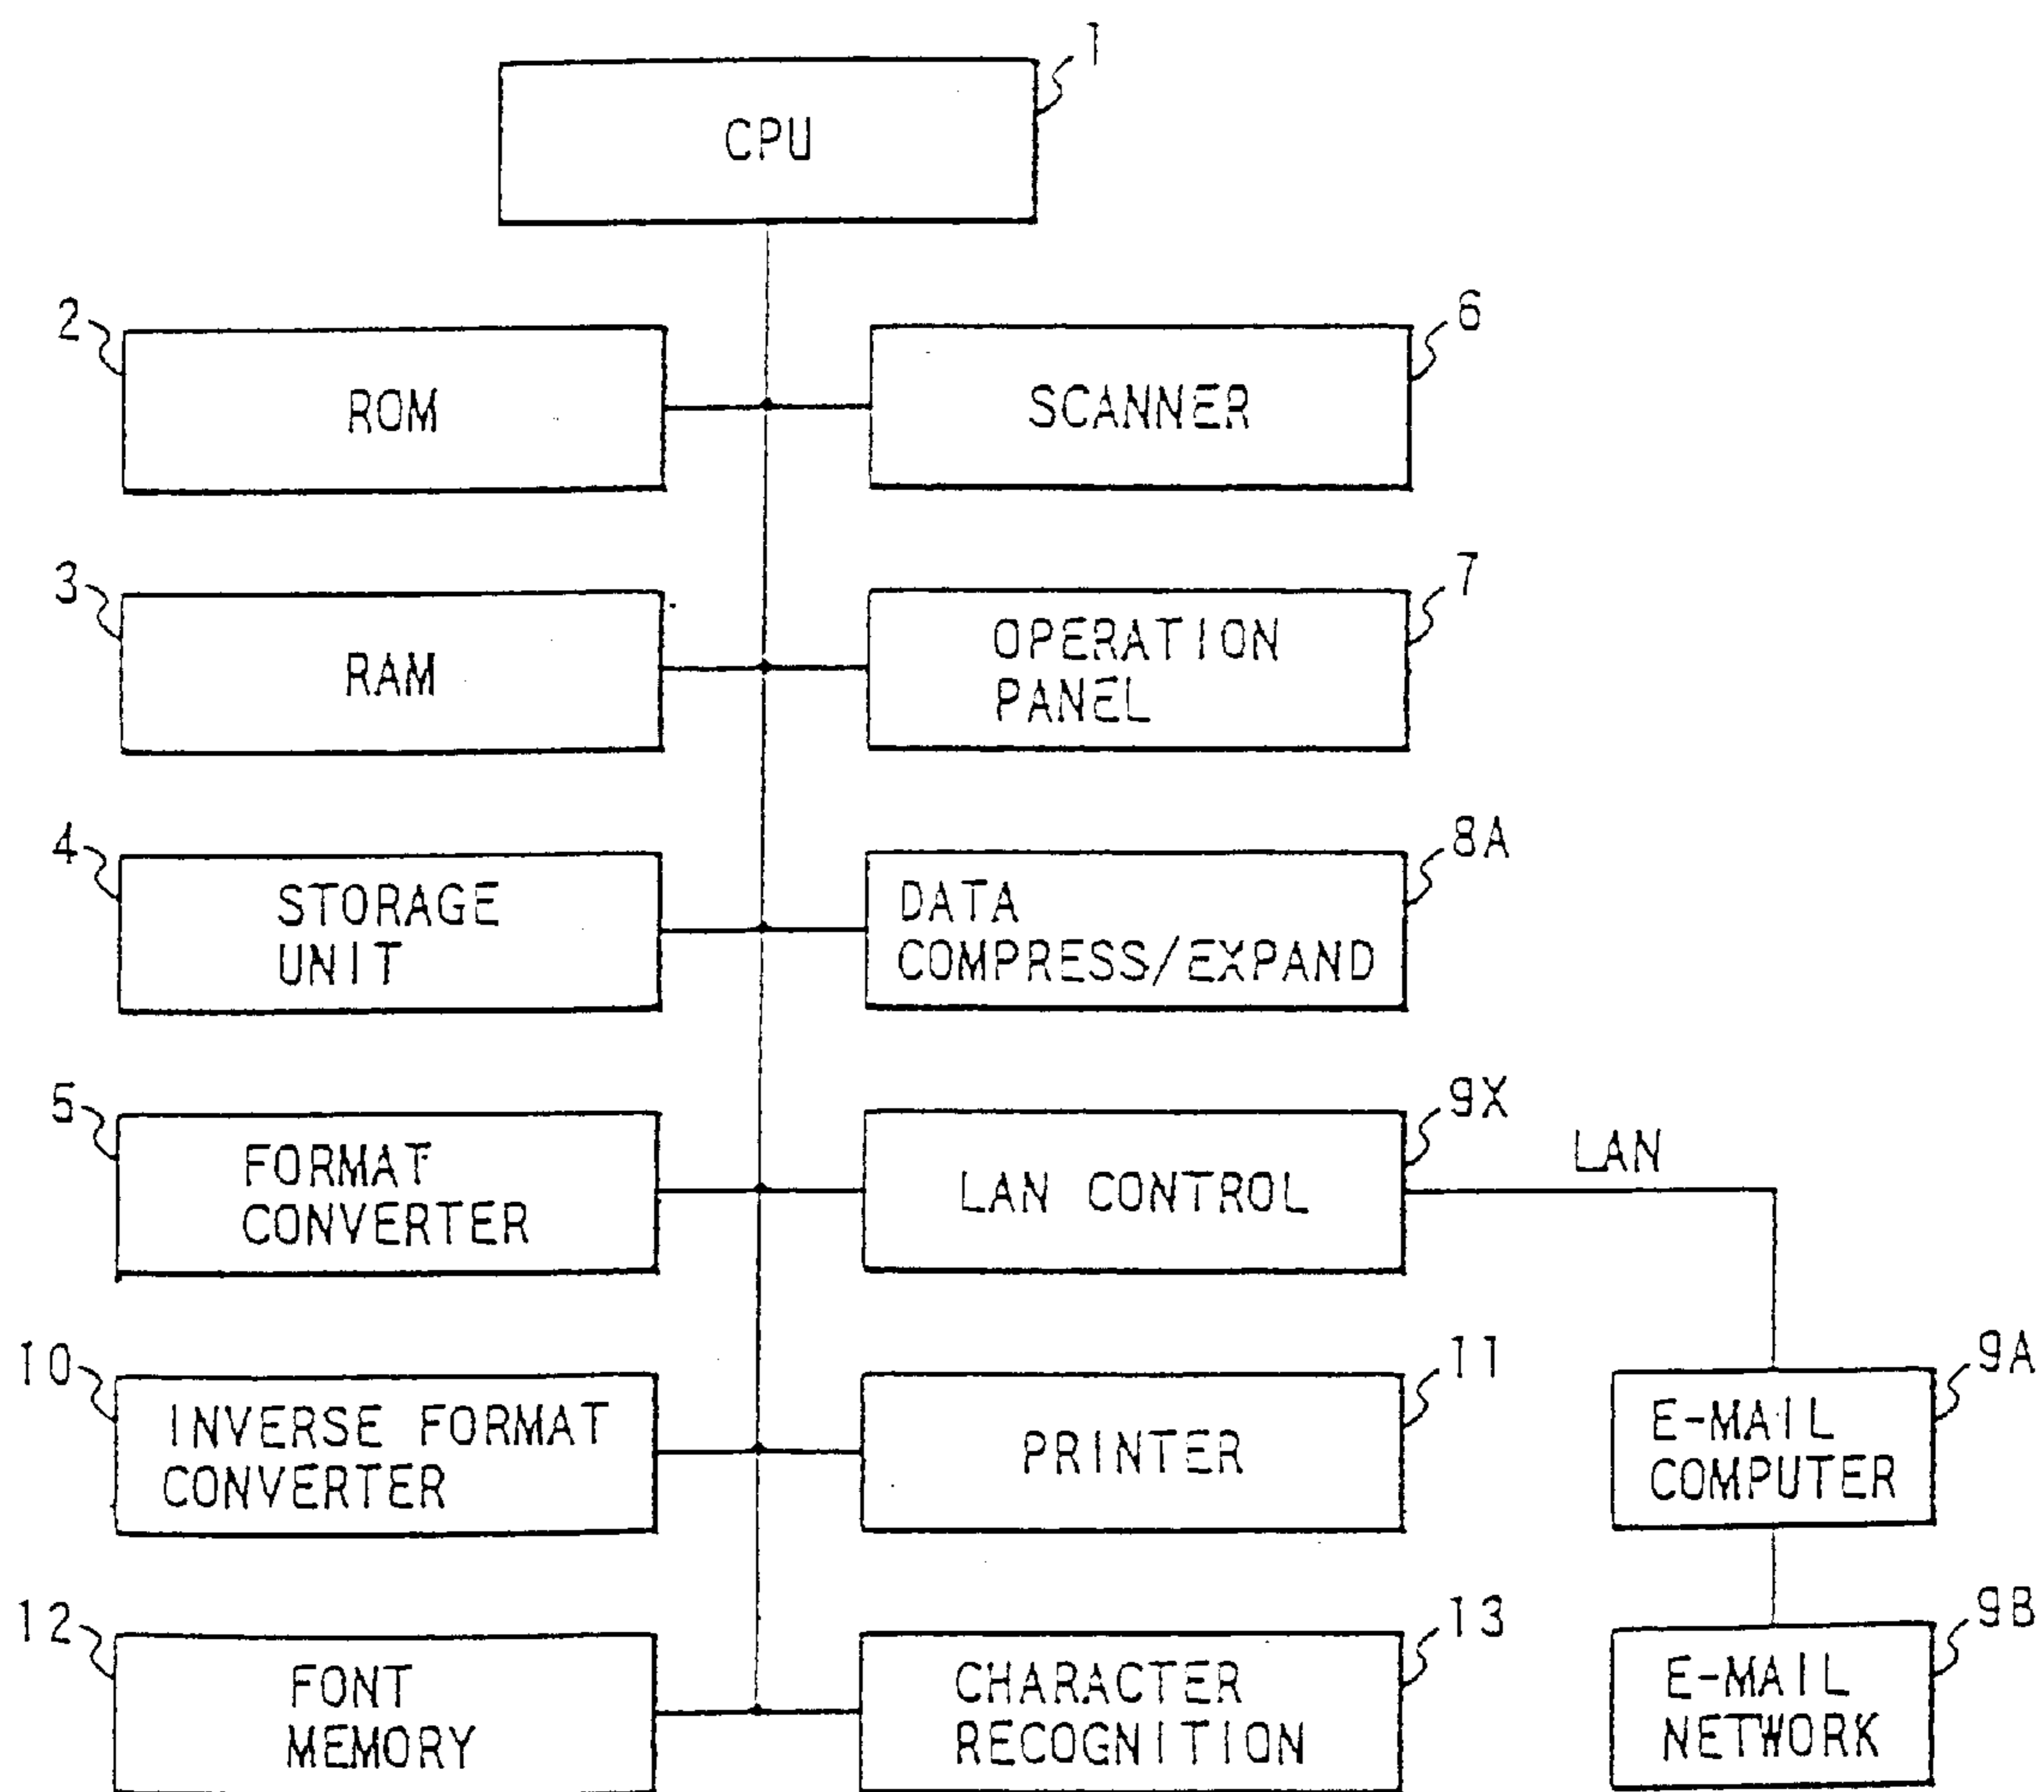 1
CPU
2
ROM
6
SCANNER
3
RAM
7
OPERATION
PANEL
4
STORAGE
UNIT
8A
DATA
COMPRESS/EXPAND
5
FORMAT
CONVERTER
9X
LAN CONTROL
LAN
10
INVERSE FORMAT
CONVERTER
11
PRINTER
9A
E-MAIL
COMPUTER
12
FONT
MEMORY
13
CHARACTER
RECOGNITION
9B
E-MAIL
NETWORK